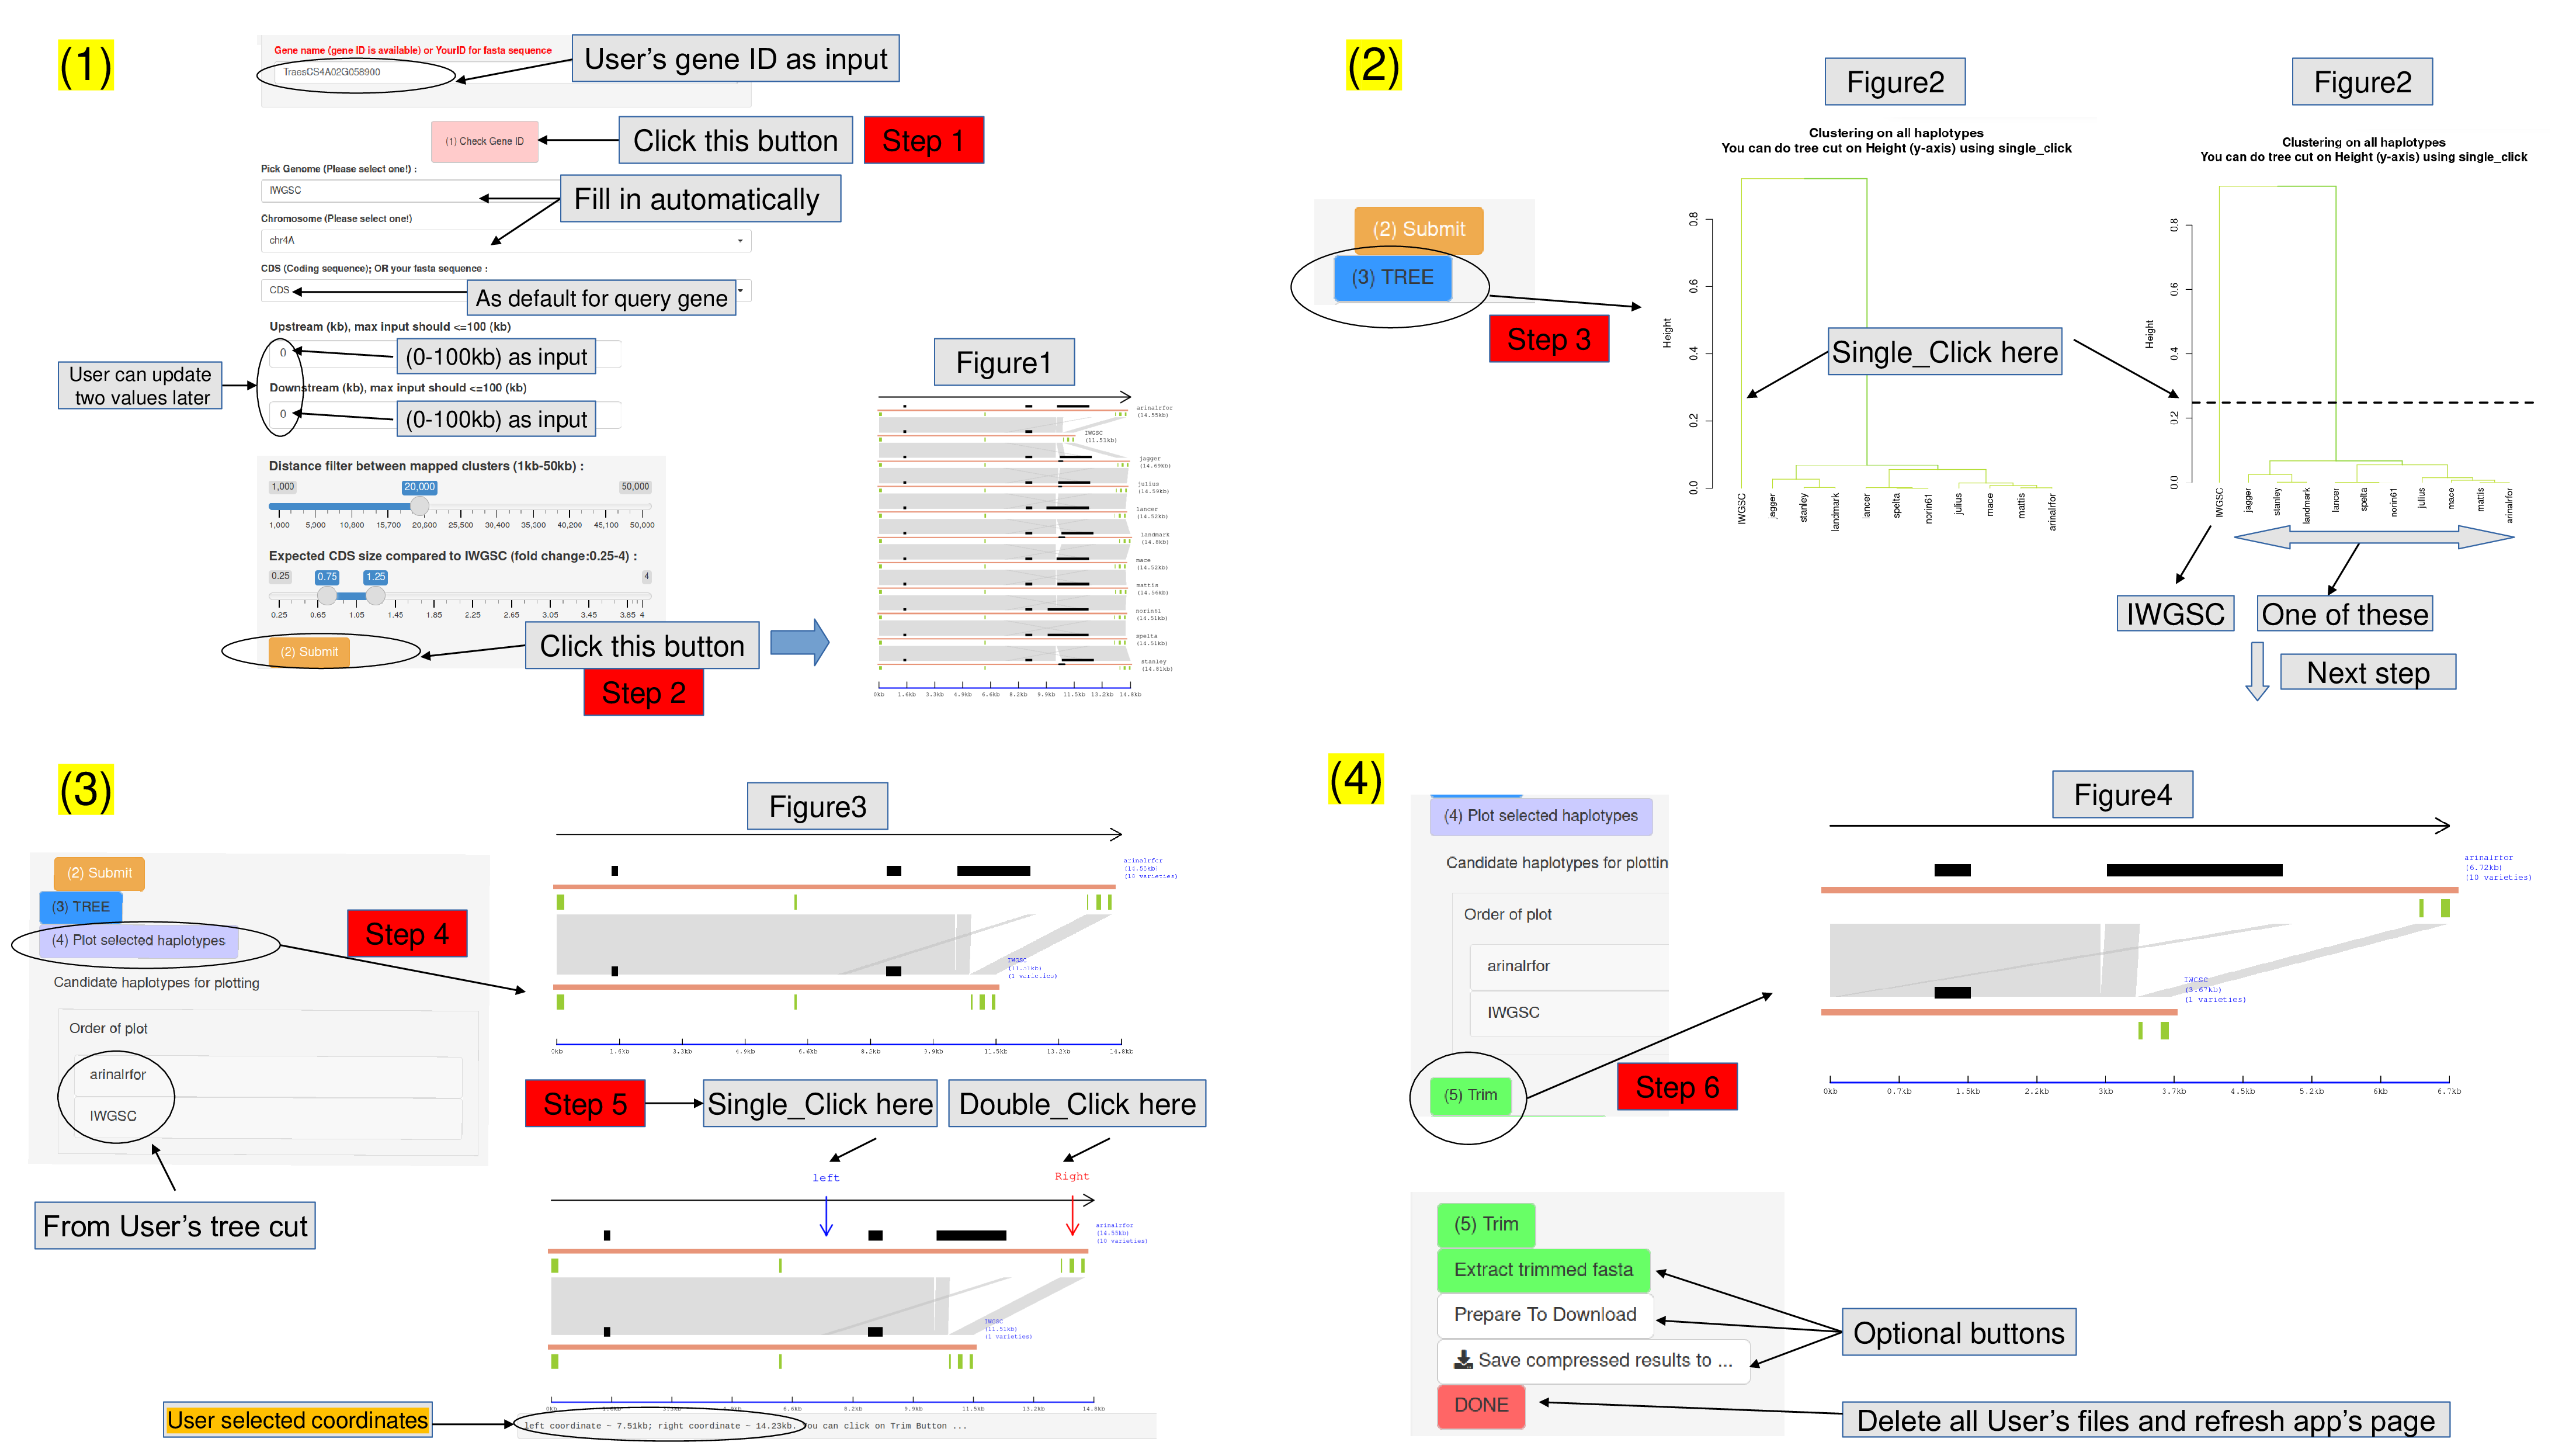 (1)
Gene name (gene ID is available) or YourID for fasta sequence
TraesCS4A02G058900
User's gene ID as input
(1) Check Gene ID
Click this button
Step 1
Pick Genome (Please select one!) :
IWGSC
Fill in automatically
Chromosome (Please select one!)
chr4A
CDS (Coding sequence); OR your fasta sequence :
CDS
As default for query gene
Upstream (kb), max input should <=100 (kb)
0
(0-100kb) as input
User can update
two values later
Downstream (kb), max input should <=100 (kb)
0
(0-100kb) as input
Distance filter between mapped clusters (1kb-50kb) :
1,000 20,000 50,000
1,000 5,900 10,800 15,700 20,600 25,500 30,400 35,300 40,200 45,100 50,000
Expected CDS size compared to IWGSC (fold change:0.25-4) :
0.25 0.75 1.25 4
0.25 0.65 1.05 1.45 1.85 2.25 2.65 3.05 3.45 3.85 4
(2) Submit
Click this button
Step 2
Figure1
arinalrfor
(14.55kb)
IWGSC
(11.51kb)
jagger
(14.69kb)
julius
(14.59kb)
lancer
(14.52kb)
landmark
(14.8kb)
mace
(14.52kb)
mattis
(14.56kb)
norin61
(14.51kb)
spelta
(14.51kb)
stanley
(14.81kb)
0kb 1.6kb 3.3kb 4.9kb 6.6kb 8.2kb 9.9kb 11.5kb 13.2kb 14.8kb
(2)
(2) Submit
(3) TREE
Step 3
Figure2
Clustering on all haplotypes
You can do tree cut on Height (y-axis) using single_click
Height
0.0 0.2 0.4 0.6 0.8
IWGSC jagger stanley landmark lancer spelta norin61 julius mace mattis arinalrfor
Single_Click here
Figure2
Clustering on all haplotypes
You can do tree cut on Height (y-axis) using single_click
Height
0.0 0.2 0.4 0.6 0.8
IWGSC jagger stanley landmark lancer spelta norin61 julius mace mattis arinalrfor
IWGSC
One of these
Next step
(3)
(2) Submit
(3) TREE
(4) Plot selected haplotypes
Step 4
Candidate haplotypes for plotting
Order of plot
arinalrfor
IWGSC
From User's tree cut
Figure3
arinalrfor
(14.55kb)
(10 varieties)
IWGSC
(11.51kb)
(1 varieties)
0kb 1.6kb 3.3kb 4.9kb 6.6kb 8.2kb 9.9kb 11.5kb 13.2kb 14.8kb
Step 5
Single_Click here
Double_Click here
left
Right
arinalrfor
(14.55kb)
(10 varieties)
IWGSC
(11.51kb)
(1 varieties)
0kb 1.6kb 3.3kb 4.9kb 6.6kb 8.2kb 9.9kb 11.5kb 13.2kb 14.8kb
User selected coordinates
left coordinate ~ 7.51kb; right coordinate ~ 14.23kb. You can click on Trim Button ...
(4)
(4) Plot selected haplotypes
Candidate haplotypes for plottin
Order of plot
arinalrfor
IWGSC
(5) Trim
Step 6
Figure4
arinalrfor
(6.72kb)
(10 varieties)
IWGSC
(3.67kb)
(1 varieties)
0kb 0.7kb 1.5kb 2.2kb 3kb 3.7kb 4.5kb 5.2kb 6kb 6.7kb
(5) Trim
Extract trimmed fasta
Prepare To Download
Save compressed results to ...
DONE
Optional buttons
Delete all User's files and refresh app's page